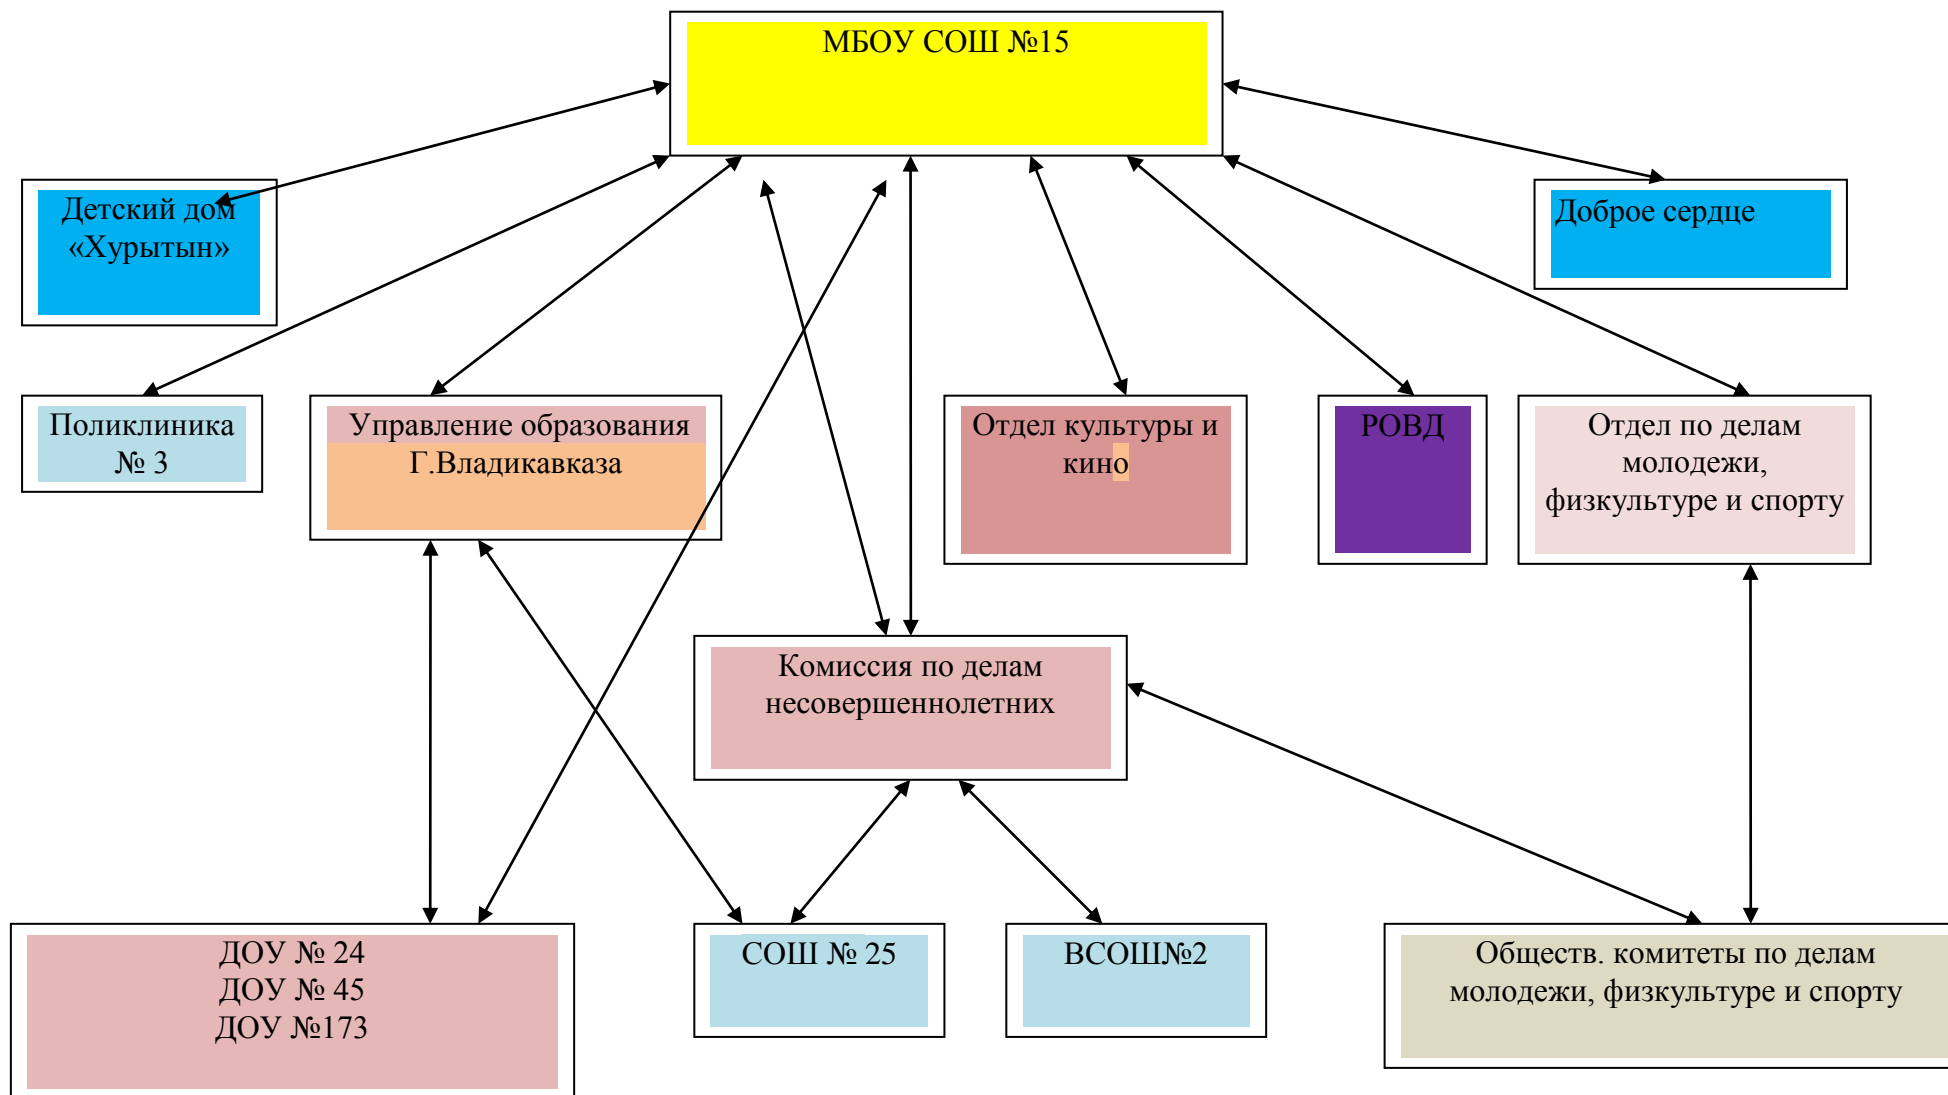 МБОУ СОШ №15
Детский дом
«Хурытын»
Доброе сердце
Поликлиника
№ 3
Управление образования
Г.Владикавказа
Отдел культуры и
кино
РОВД
Отдел по делам
молодежи,
физкультуре и спорту
Комиссия по делам
несовершеннолетних
ДОУ № 24
ДОУ № 45
ДОУ №173
СОШ № 25
ВСОШ№2
Обществ. комитеты по делам
молодежи, физкультуре и спорту